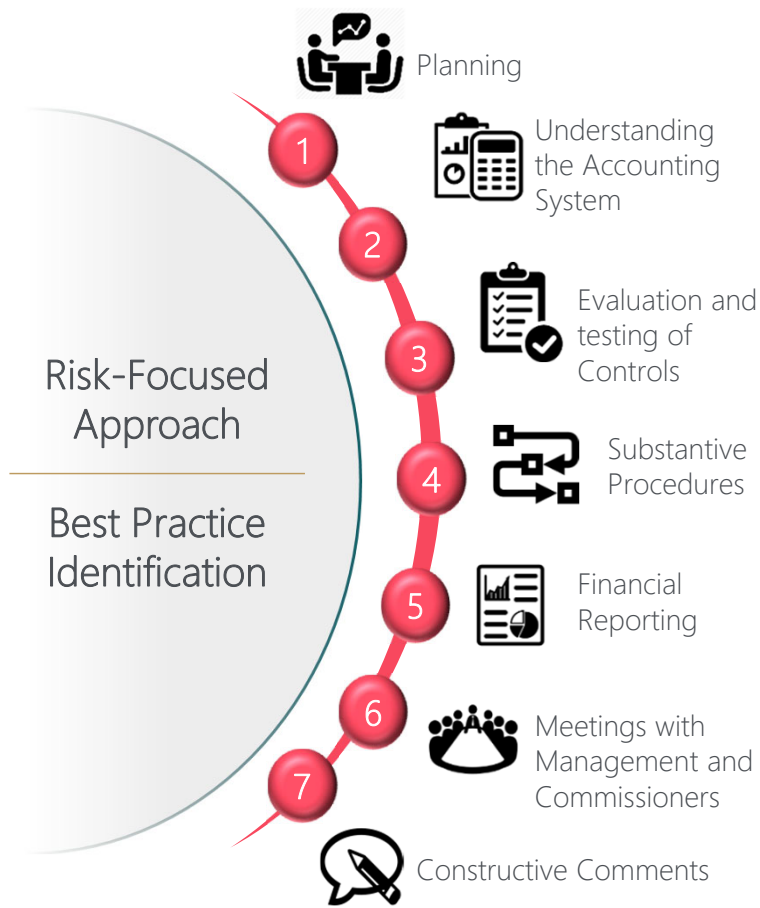 Planning
1
Understanding
the Accounting
System
2
Evaluation and
testing of
Controls
3
Risk-Focused
Approach
Substantive
Procedures
4
Best Practice
Identification
Financial
Reporting
5
6
Meetings with
Management and
Commissioners
7
Constructive Comments